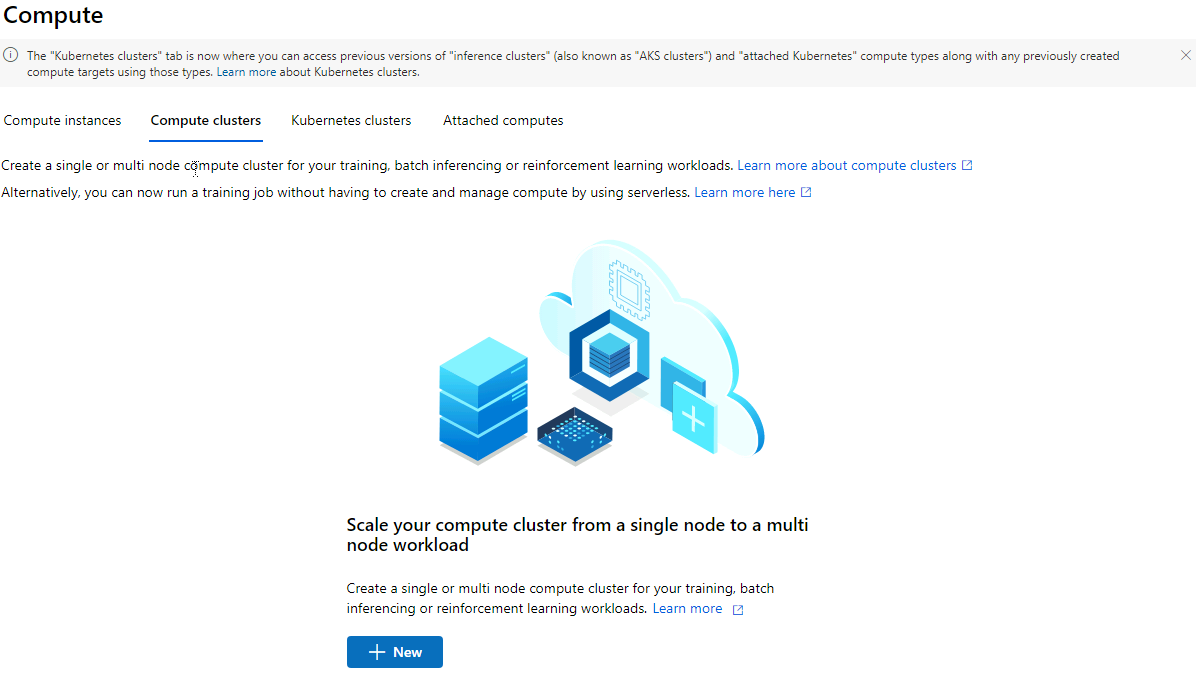 Compute
The "Kubernetes clusters" tab is now where you can access previous versions of "inference clusters" (also known as "AKS clusters") and "attached Kubernetes" compute types along with any previously created
compute targets using those types. Learn more about Kubernetes clusters.
Compute instances Compute clusters Kubernetes clusters Attached computes
Create a single or multi node compute cluster for your training, batch inferencing or reinforcement learning workloads. Learn more about compute clusters
Alternatively, you can now run a training job without having to create and manage compute by using serverless. Learn more here
Scale your compute cluster from a single node to a multi
node workload
Create a single or multi node compute cluster for your training, batch
inferencing or reinforcement learning workloads. Learn more
New